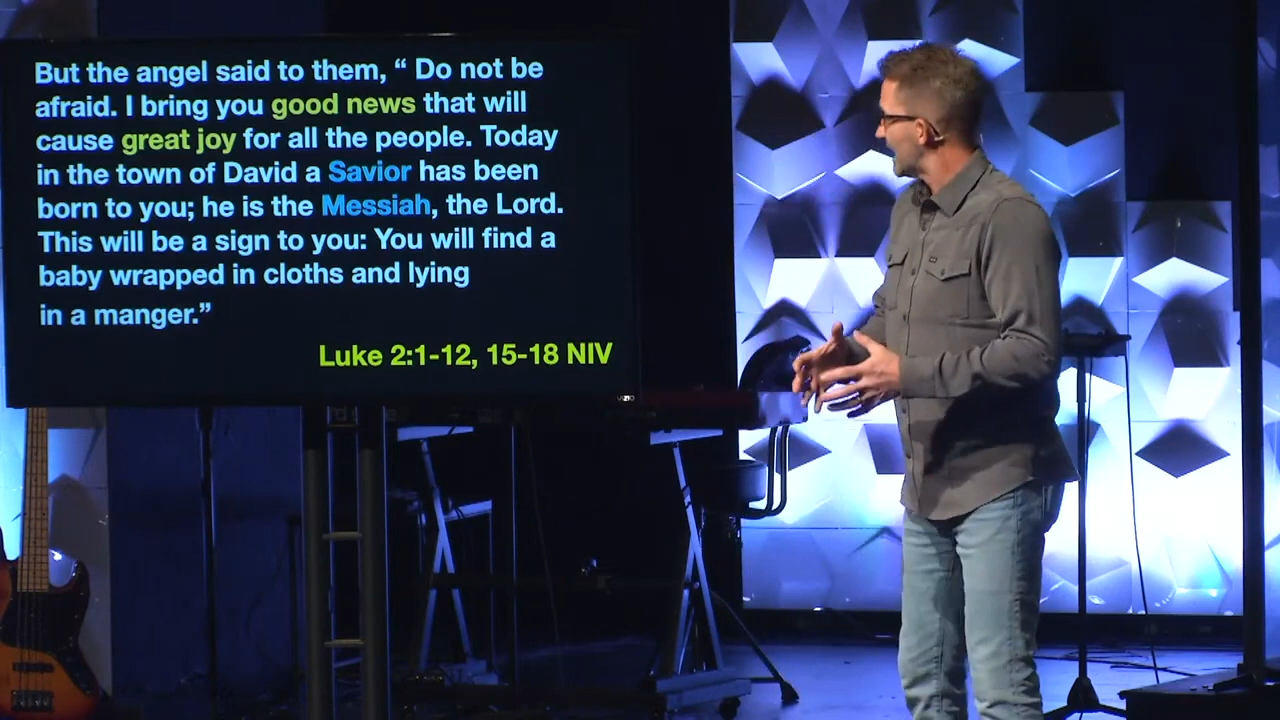 But the angel said to them, “ Do not be
afraid. I bring you good news that will
cause great joy for all the people. Today
in the town of David a Savior has been
born to you; he is the Messiah, the Lord.
This will be a sign to you: You will find a
baby wrapped in cloths and lying
in a manger.”
Luke 2:1-12, 15-18 NIV
VIZIO